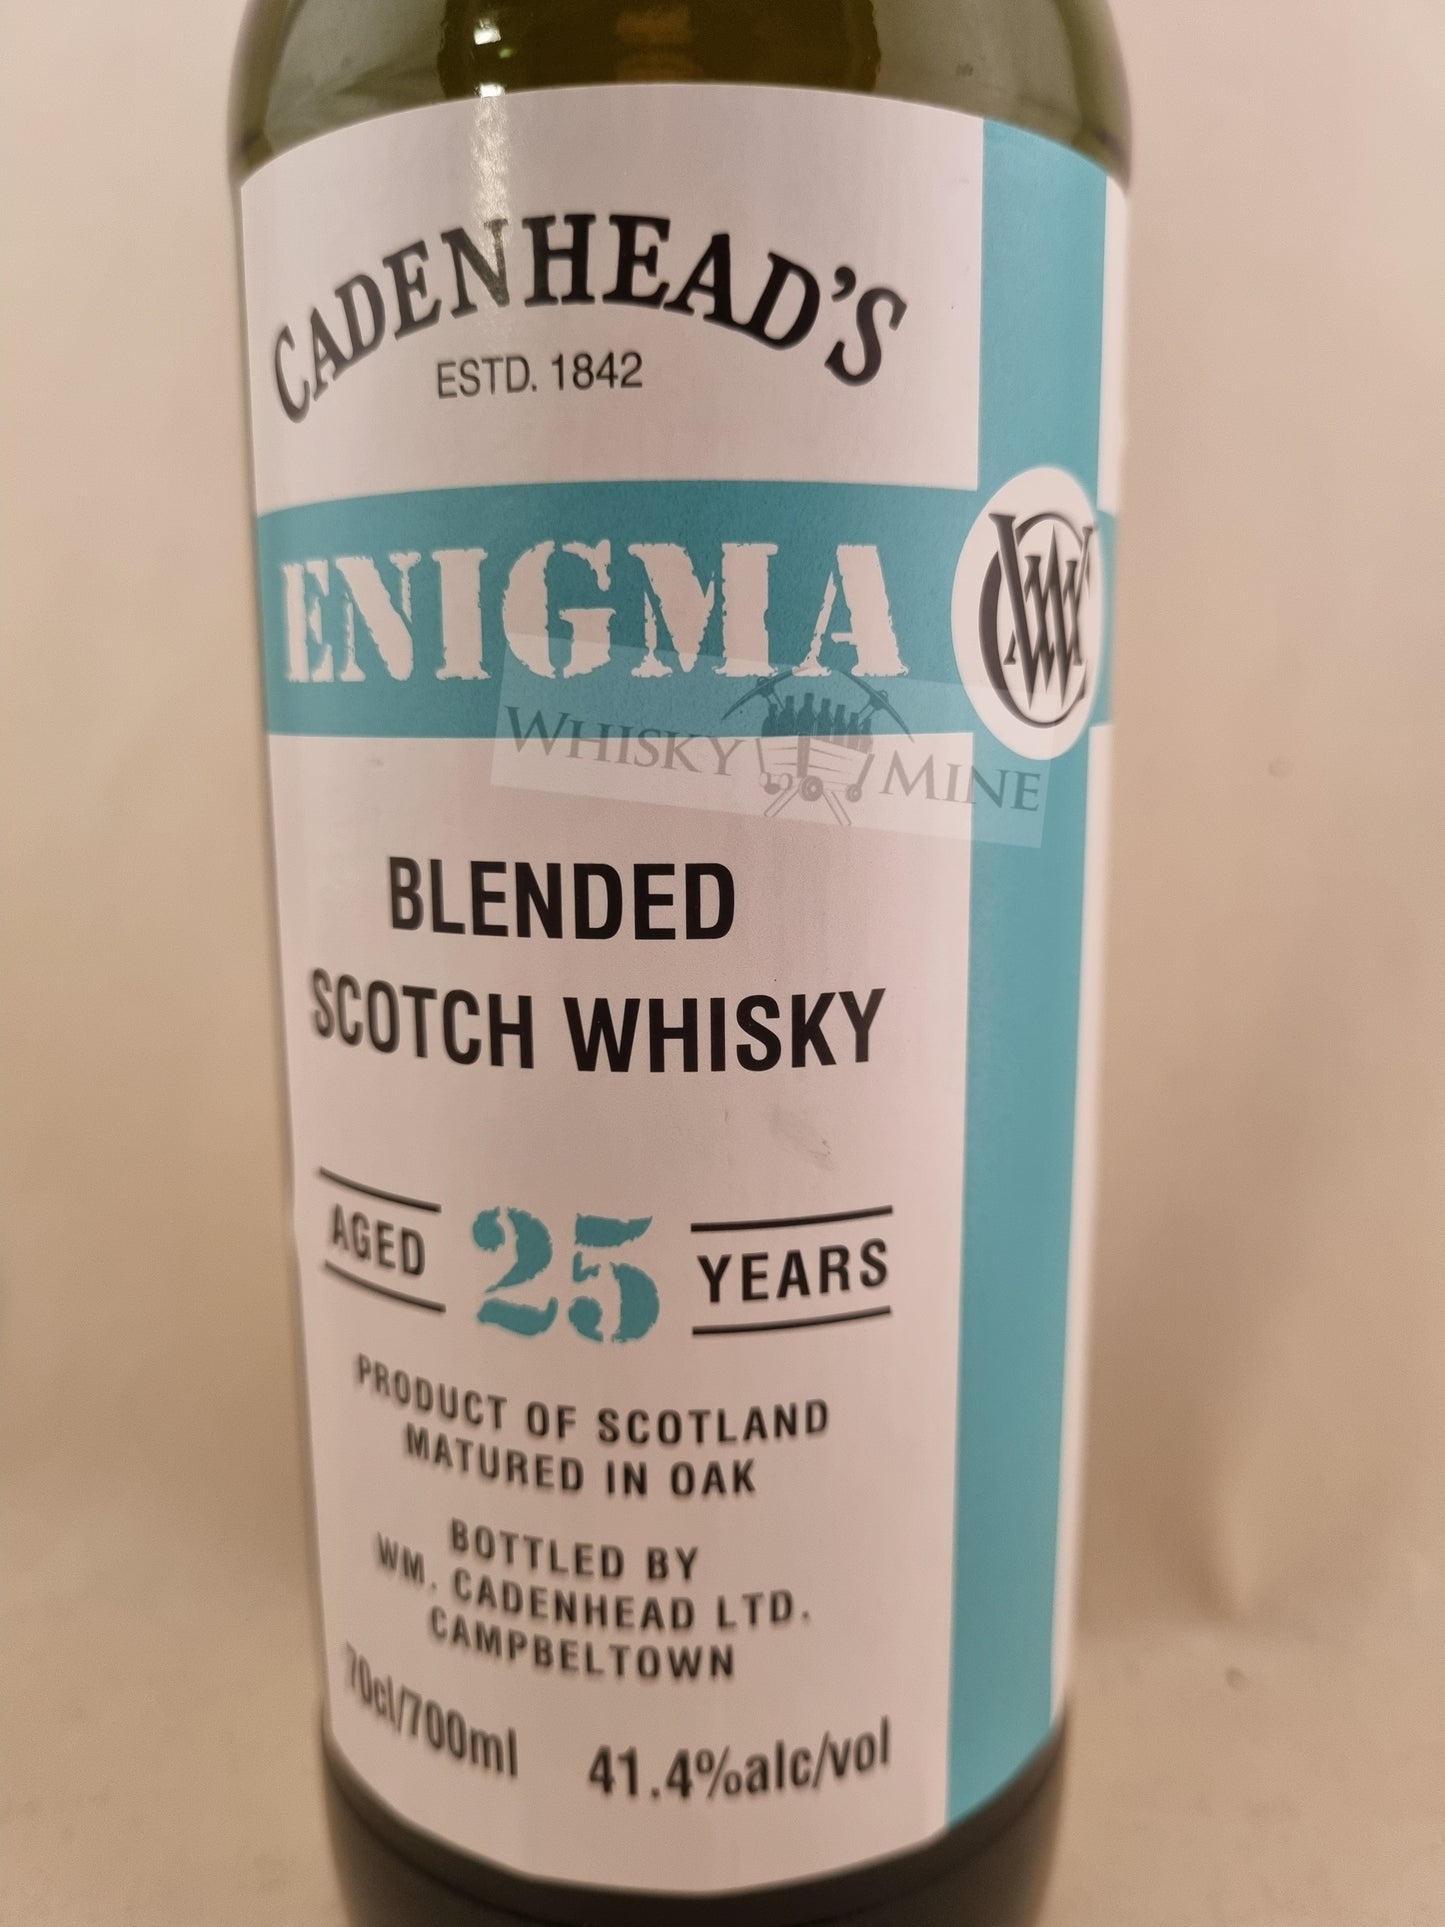 CADENHEAD'S
ESTD. 1842
ENIGMA
WHISKY MINE
BLENDED
SCOTCH WHISKY
AGED 25 YEARS
PRODUCT OF SCOTLAND
MATURED IN OAK
BOTTLED BY
WM. CADENHEAD LTD.
CAMPBELTOWN
70cl/700ml 41.4%alc/vol